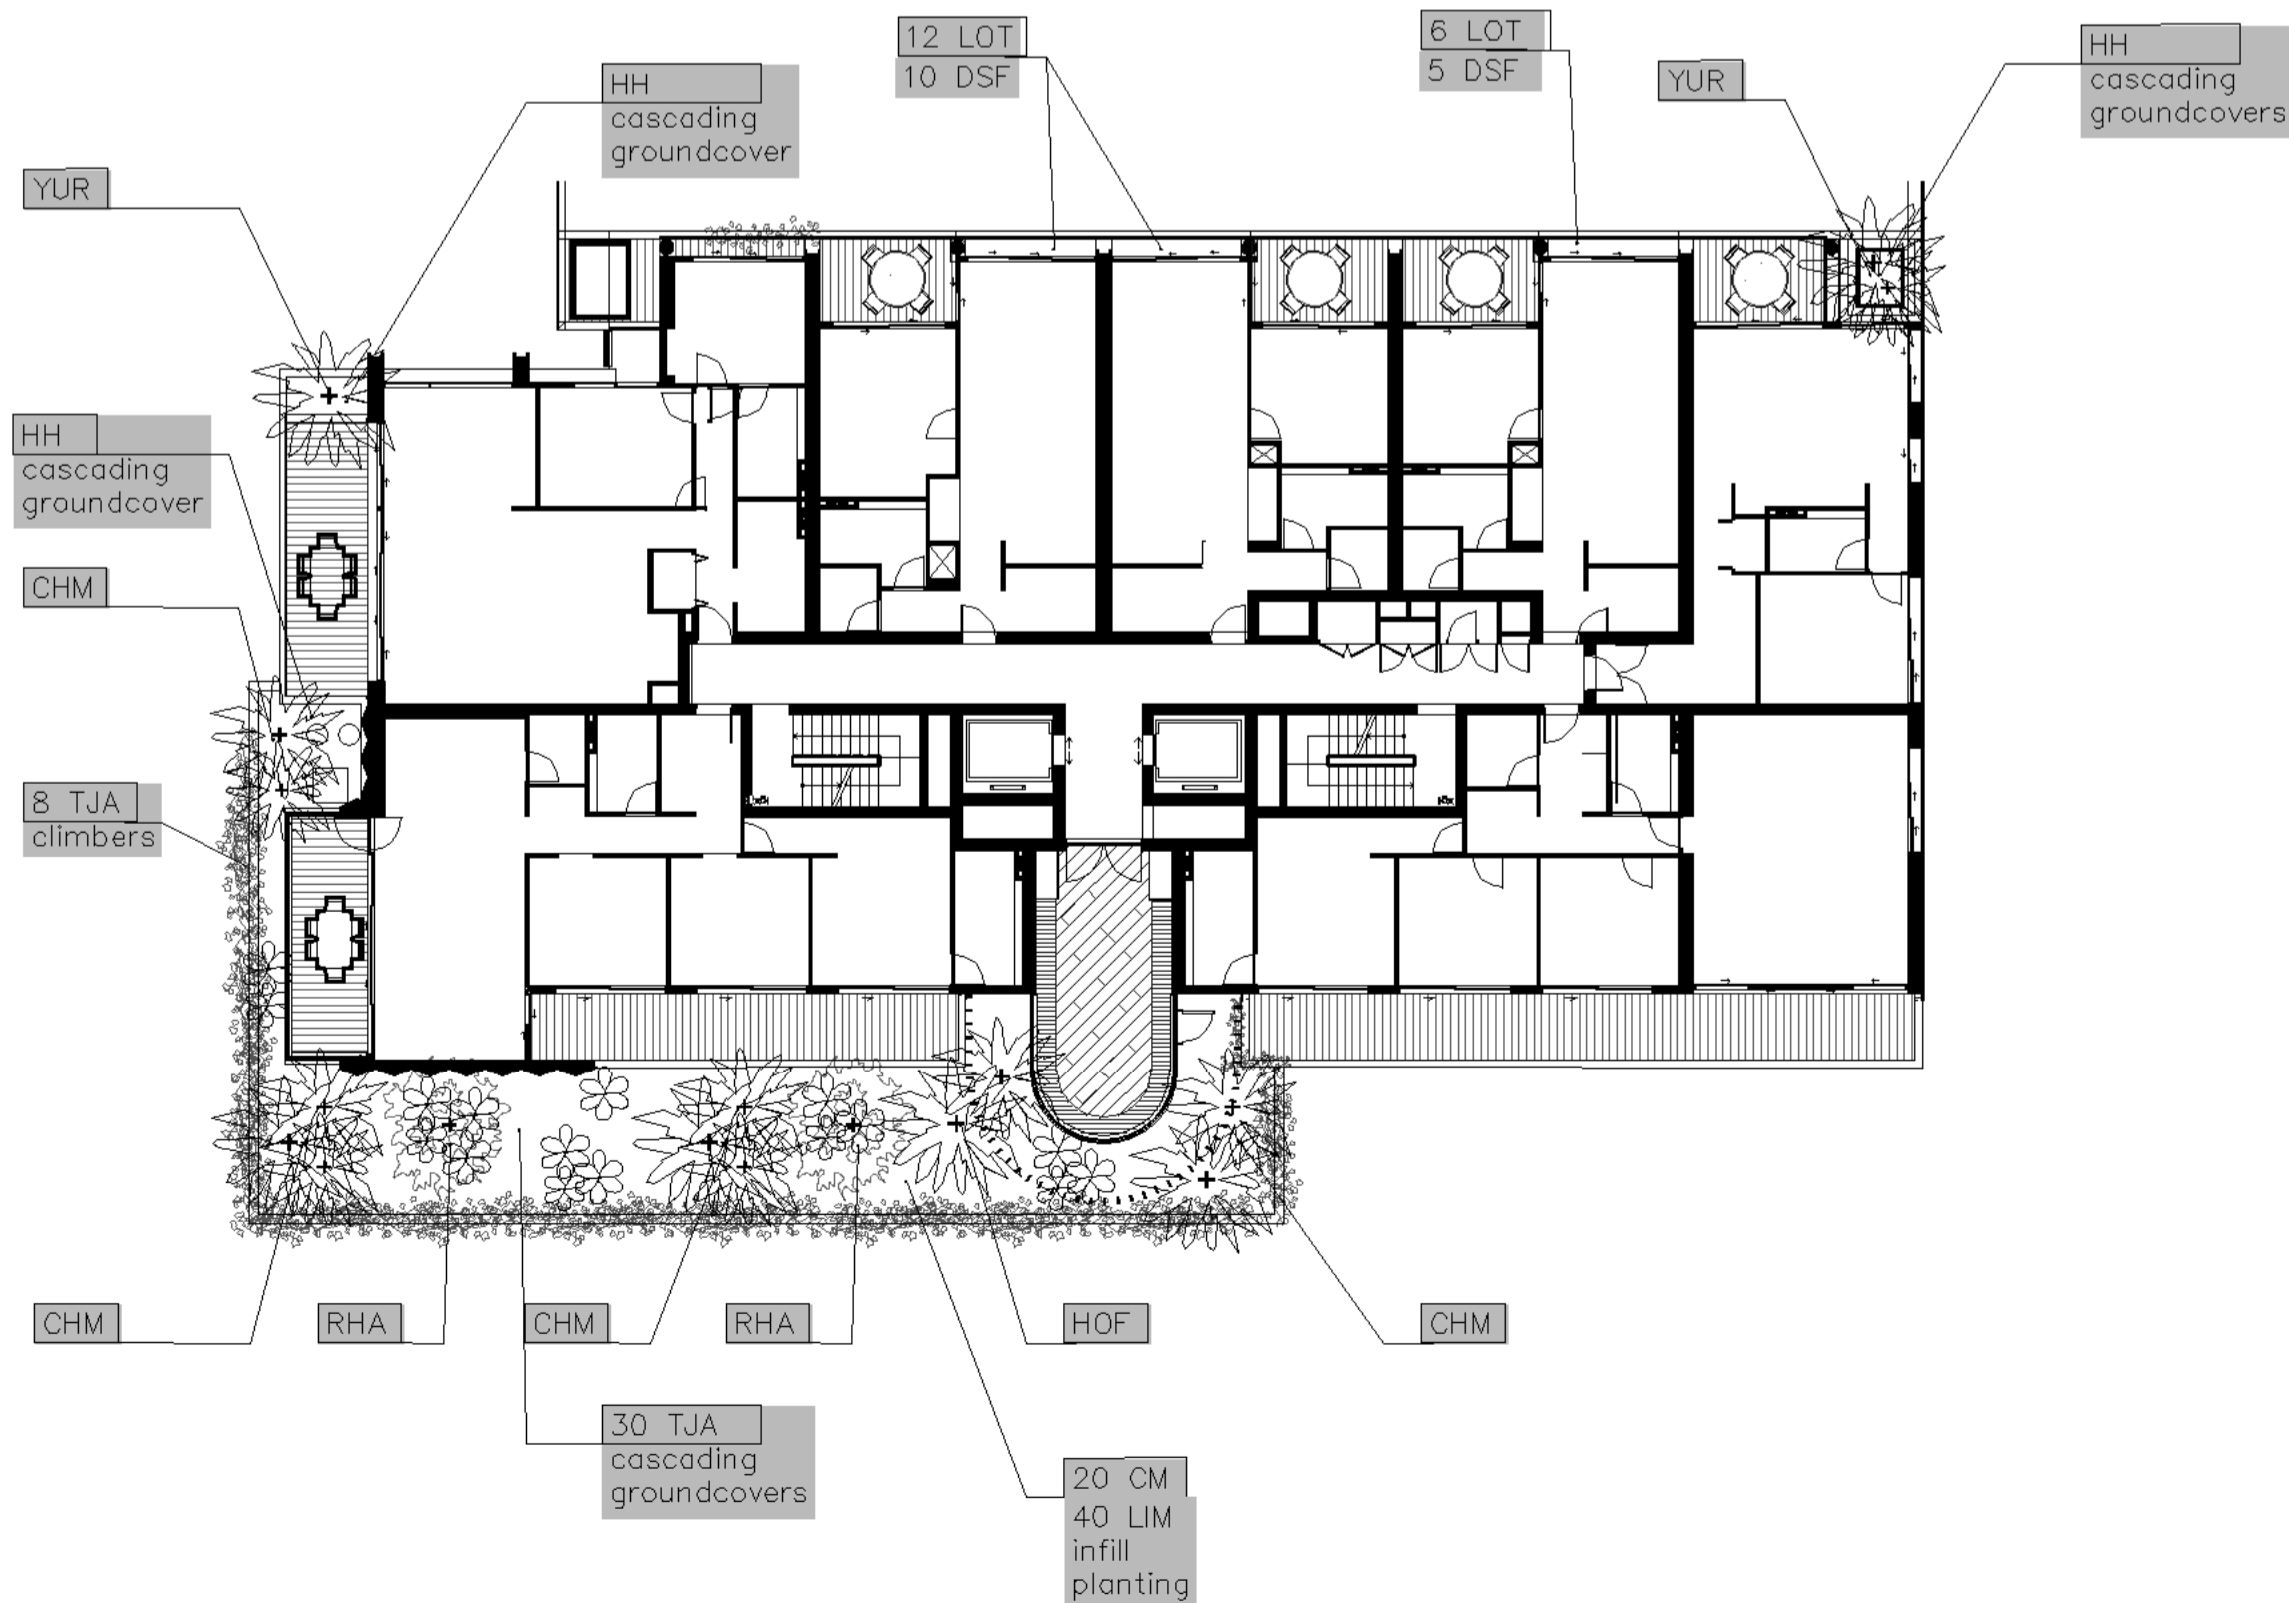 12 LOT
10 DSF
6 LOT
5 DSF
HH
cascading
groundcovers
HH
cascading
groundcover
YUR
YUR
HH
cascading
groundcover
CHM
8 TJA
climbers
CHM
RHA
CHM
RHA
HOF
CHM
30 TJA
cascading
groundcovers
20 CM
40 LIM
infill
planting